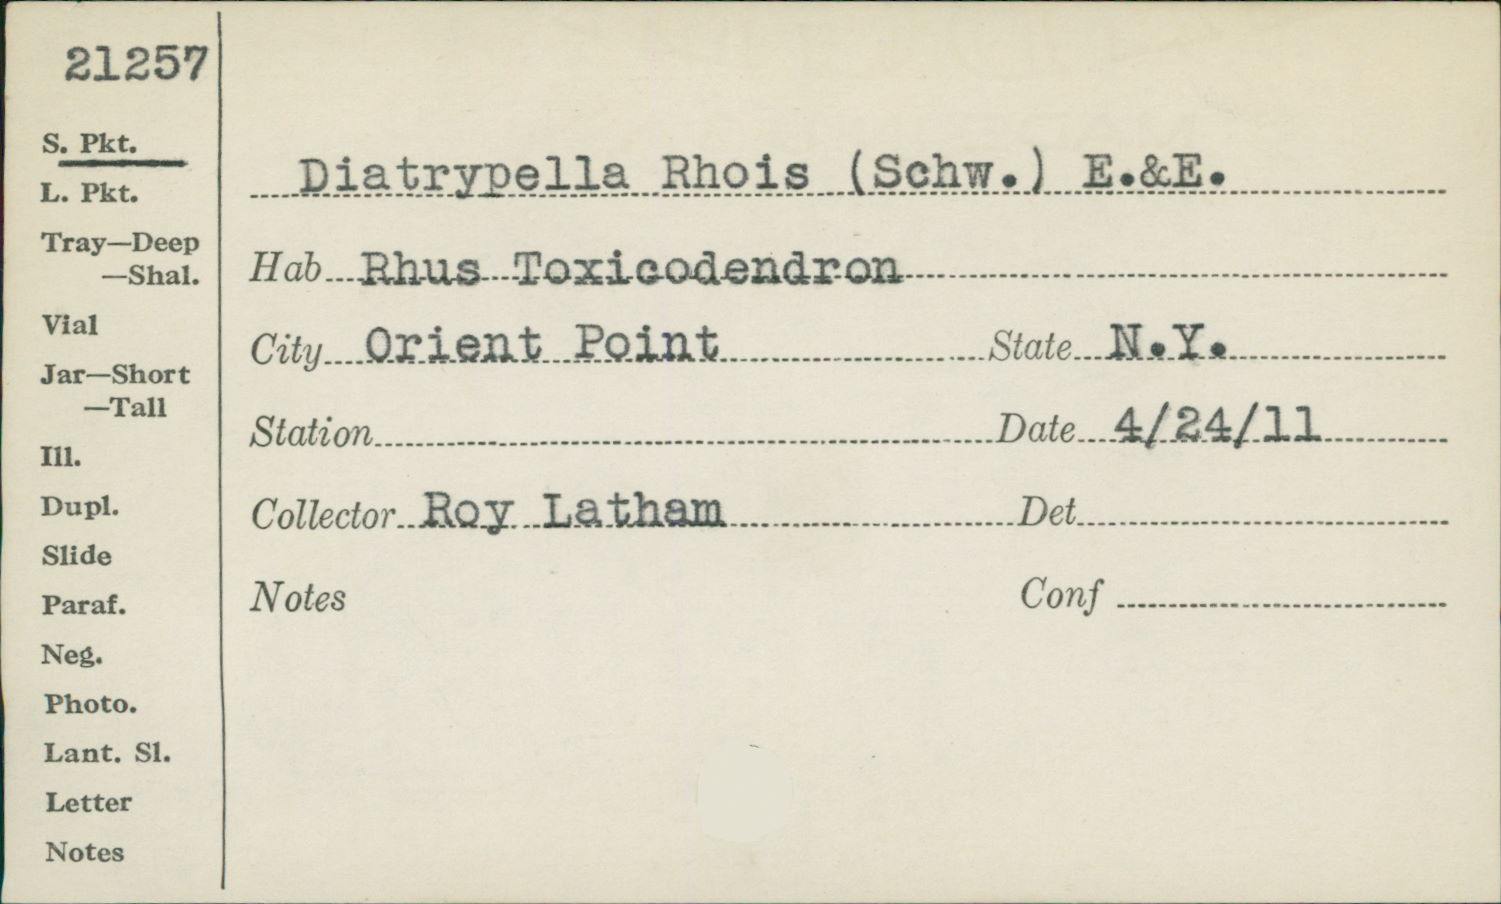 21257
S. Pkt.
L. Pkt.
Tray—Deep
—Shal.
Vial
Jar—Short
—Tall
Ill.
Dupl.
Slide
Paraf.
Neg.
Photo.
Lant. Sl.
Letter
Notes
Diatrypella Rhois (Schw.) E.&E.
Hab Rhus Toxicodendron
City Orient Point State N.Y.
Station Date 4/24/11
Collector Roy Latham Det
Notes Conf